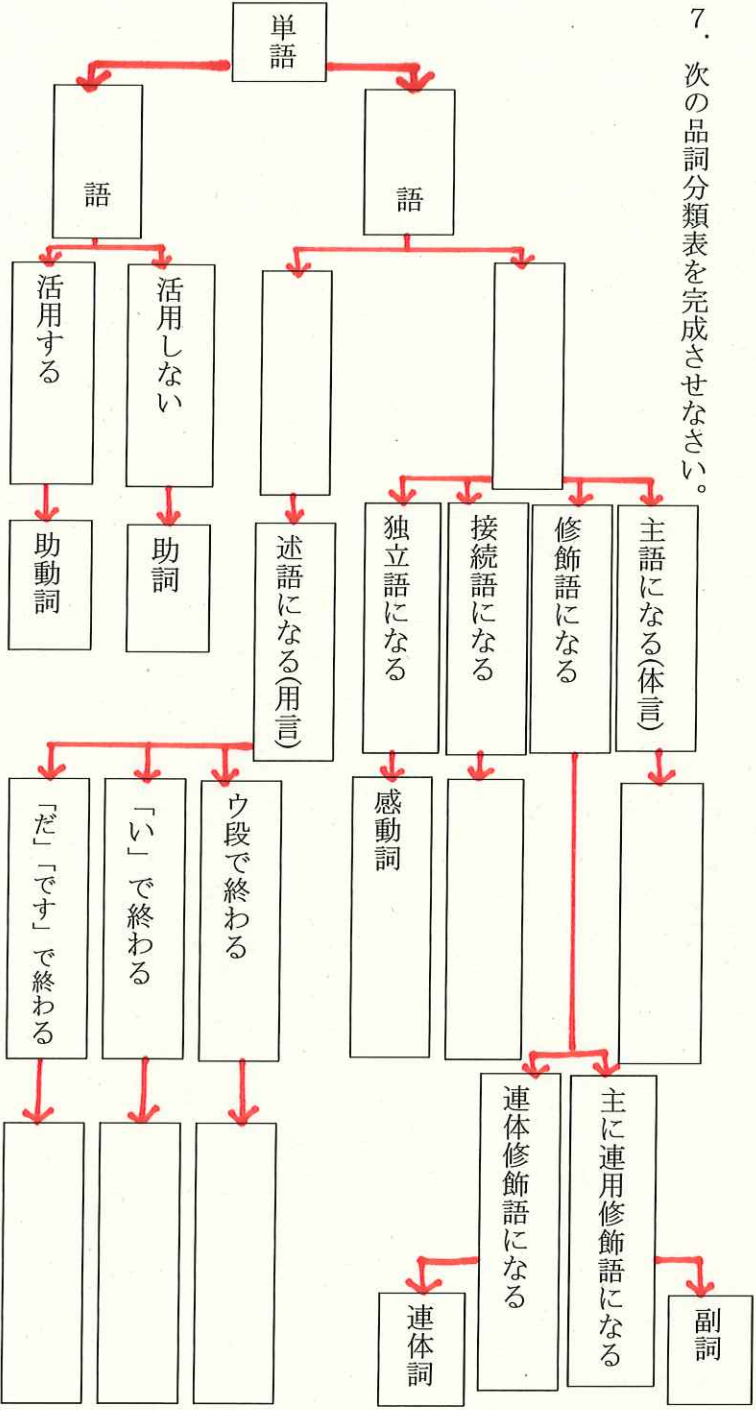 7. 次の品詞分類表を完成させなさい。
単語
語
語
活用しない
活用する
助詞
助動詞
主語になる(体言)
修飾語になる
接続語になる
独立語になる
述語になる(用言)
感動詞
主に連用修飾語になる
連体修飾語になる
副詞
連体詞
ウ段で終わる
「い」で終わる
「だ」「です」で終わる